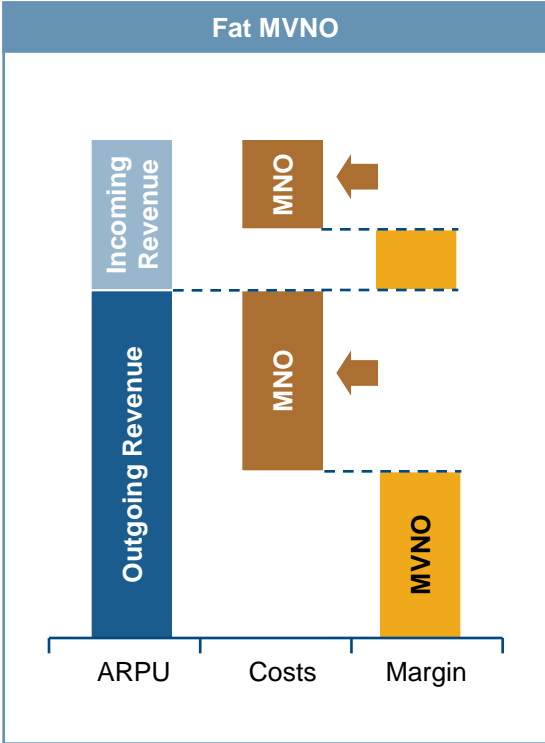 Fat MVNO
Incoming
Revenue
MNO
Outgoing Revenue
MNO
MVNO
ARPU
Costs
Margin